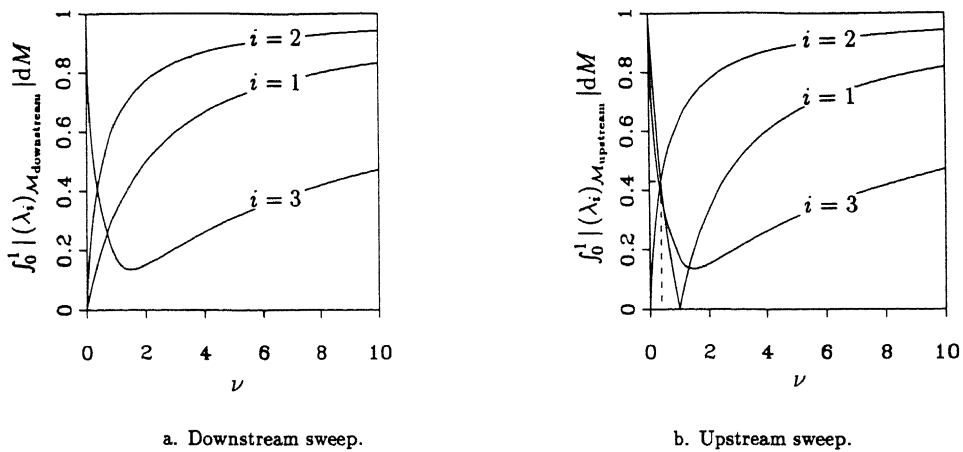 ∫₀¹ |(λᵢ)ℳdownstream|dM
1
0.8
0.6
0.4
0.2
0
i = 2
i = 1
i = 3
0 2 4 6 8 10
ν
a. Downstream sweep.
∫₀¹ |(λᵢ)ℳupstream|dM
1
0.8
0.6
0.4
0.2
0
i = 2
i = 1
i = 3
0 2 4 6 8 10
ν
b. Upstream sweep.